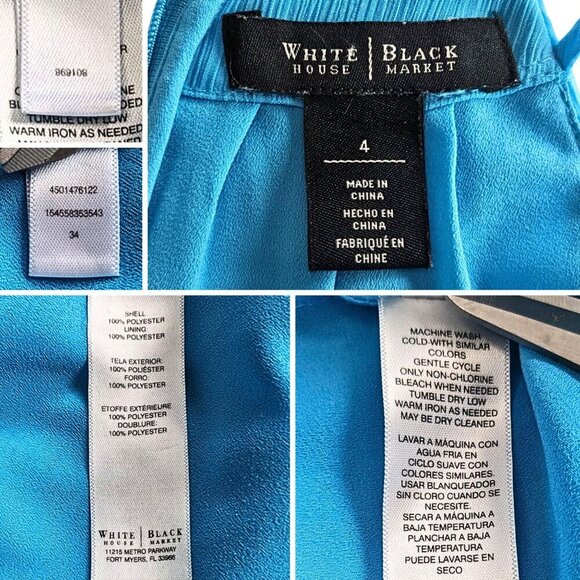 869108
BL
TUMBLE DRY LOW
WARM IRON AS NEEDED
4501476122
154558353543
34
WHITE | BLACK
HOUSE | MARKET
4
MADE IN
CHINA
HECHO EN
CHINA
FABRIQUÉ EN
CHINE
SHELL
100% POLYESTER
LINING:
100% POLYESTER
TELA EXTERIOR:
100% POLIÉSTER
FORRO:
100% POLIÉSTER
ETOFFE EXTÉRIEURE
100% POLYESTER
DOUBLURE:
100% POLYESTER
WHITE | BLACK
HOUSE | MARKET
11215 METRO PARKWAY
FORT MYERS, FL 33966
MACHINE WASH
COLD WITH SIMILAR
COLORS
GENTLE CYCLE
ONLY NON-CHLORINE
BLEACH WHEN NEEDED
TUMBLE DRY LOW
WARM IRON AS NEEDED
MAY BE DRY CLEANED
LAVAR A MÁQUINA CON
AGUA FRIA EN
CICLO SUAVE CON
COLORES SIMILARES.
USAR BLANQUEADOR
SIN CLORO CUANDO SE
NECESITE.
SECAR A MÁQUINA A
BAJA TEMPERATURA
PLANCHAR A BAJA
TEMPERATURA
PUEDE LAVARSE EN
SECO